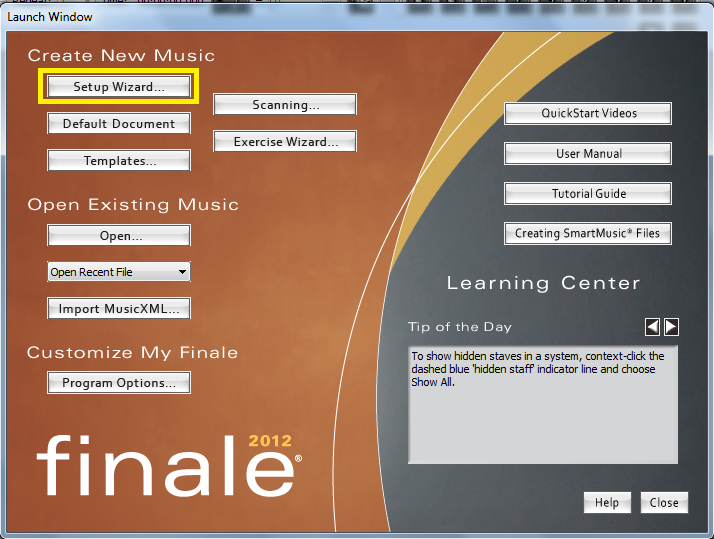 Launch Window
Create New Music
Setup Wizard...
Scanning...
Default Document
Exercise Wizard...
Templates...
Open Existing Music
Open...
Open Recent File
Import MusicXML...
Customize My Finale
Program Options...
finale® 2012
QuickStart Videos
User Manual
Tutorial Guide
Creating SmartMusic® Files
Learning Center
Tip of the Day
To show hidden staves in a system, context-click the
dashed blue 'hidden staff' indicator line and choose
Show All.
Help
Close